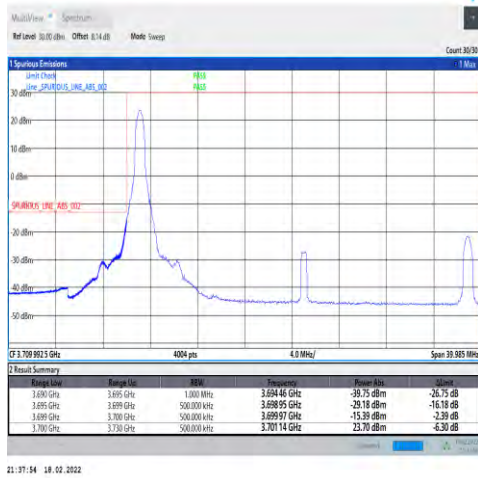 MultiView Spectrum
Ref Level 30.00 dBm Offset 8.14 dB Mode Sweep
Count 30/30
1 Spurious Emissions 1 Max
Limit Check PASS
Line _SPURIOUS_LINE_ABS_002 PASS
30 dBm
20 dBm
10 dBm
0 dBm
_SPURIOUS_LINE_ABS_002
-20 dBm
-30 dBm
-40 dBm
-50 dBm
CF 3.709 992 5 GHz 4004 pts 4.0 MHz/ Span 39.985 MHz
2 Result Summary
Range Low Range Up RBW Frequency Power Abs ΔLimit
3.690 GHz 3.695 GHz 1.000 MHz 3.694 46 GHz -39.75 dBm -26.75 dB
3.695 GHz 3.699 GHz 500.000 kHz 3.698 95 GHz -29.18 dBm -16.18 dB
3.699 GHz 3.700 GHz 500.000 kHz 3.699 97 GHz -15.39 dBm -2.39 dB
3.700 GHz 3.730 GHz 500.000 kHz 3.701 14 GHz 23.70 dBm -6.30 dB
21:37:54 18.02.2022